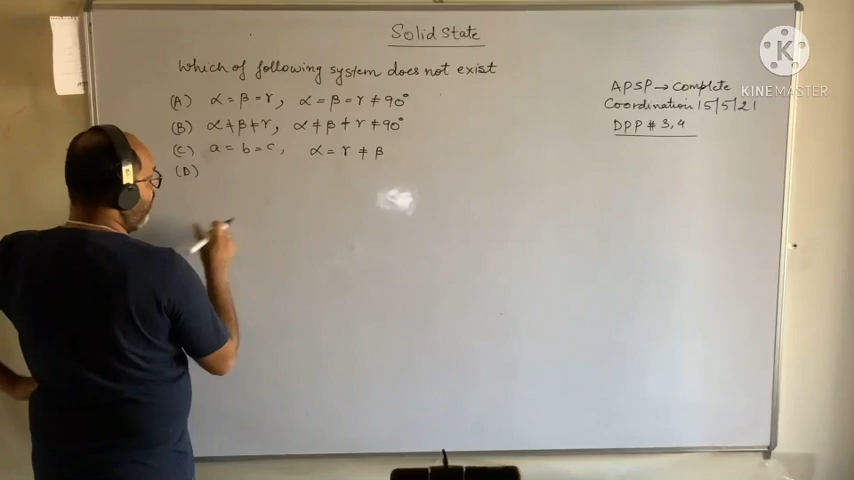 Solid State
Which of following system does not exist
(A) α = β = γ, α = β = γ ≠ 90°
(B) α ≠ β ≠ γ, α ≠ β ≠ γ ≠ 90°
(C) a = b = c, α = γ ≠ β
(D)
APSP → Complete
Coordination 15/5/21
DPP # 3,4
K
KINEMASTER